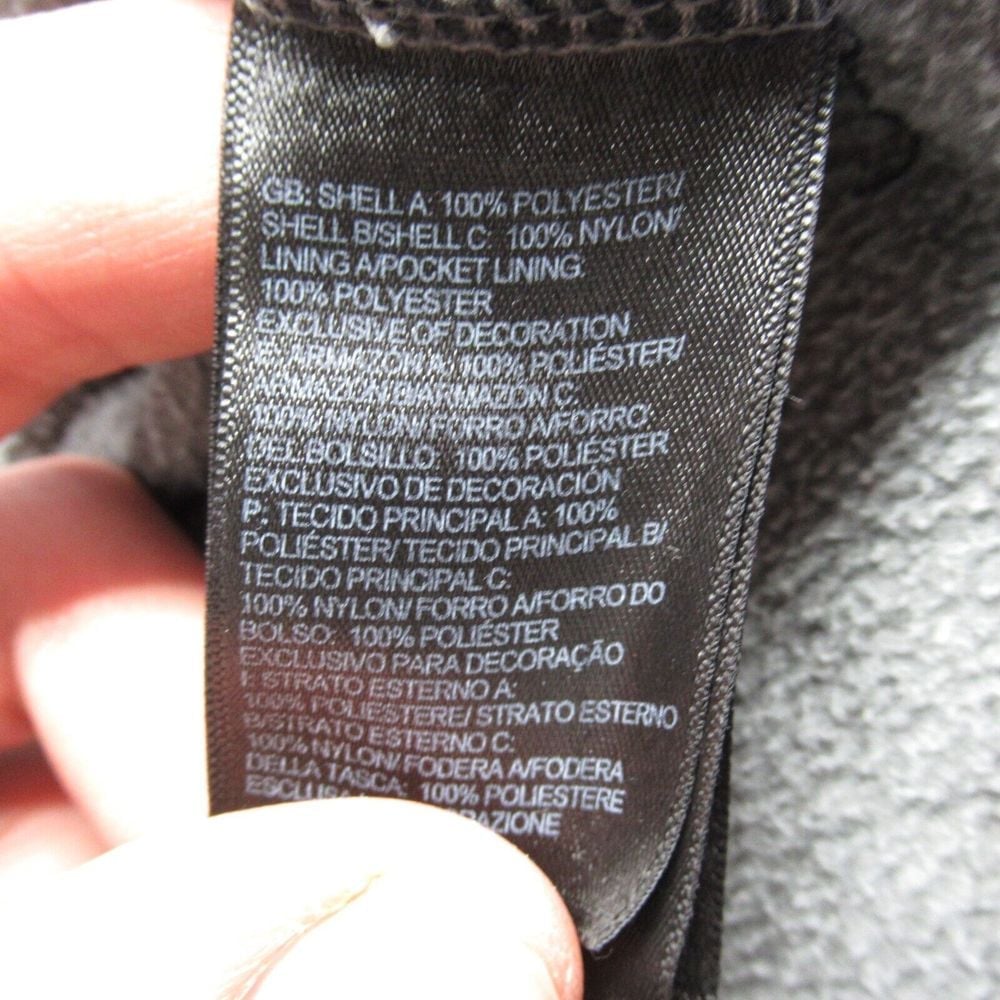 GB: SHELL A: 100% POLYESTER/
SHELL B/SHELL C: 100% NYLON/
LINING A/POCKET LINING:
100% POLYESTER
EXCLUSIVE OF DECORATION
E: ARMAZÓN A: 100% POLIÉSTER/
ARMAZÓN B/ARMAZÓN C:
100% NYLON/ FORRO A/FORRO
DEL BOLSILLO: 100% POLIÉSTER
EXCLUSIVO DE DECORACIÓN
P: TECIDO PRINCIPAL A: 100%
POLIÉSTER/ TECIDO PRINCIPAL B/
TECIDO PRINCIPAL C:
100% NYLON/ FORRO A/FORRO DO
BOLSO: 100% POLIÉSTER
EXCLUSIVO PARA DECORAÇÃO
I: STRATO ESTERNO A:
100% POLIESTERE/ STRATO ESTERNO
B/STRATO ESTERNO C:
100% NYLON/ FODERA A/FODERA
DELLA TASCA: 100% POLIESTERE